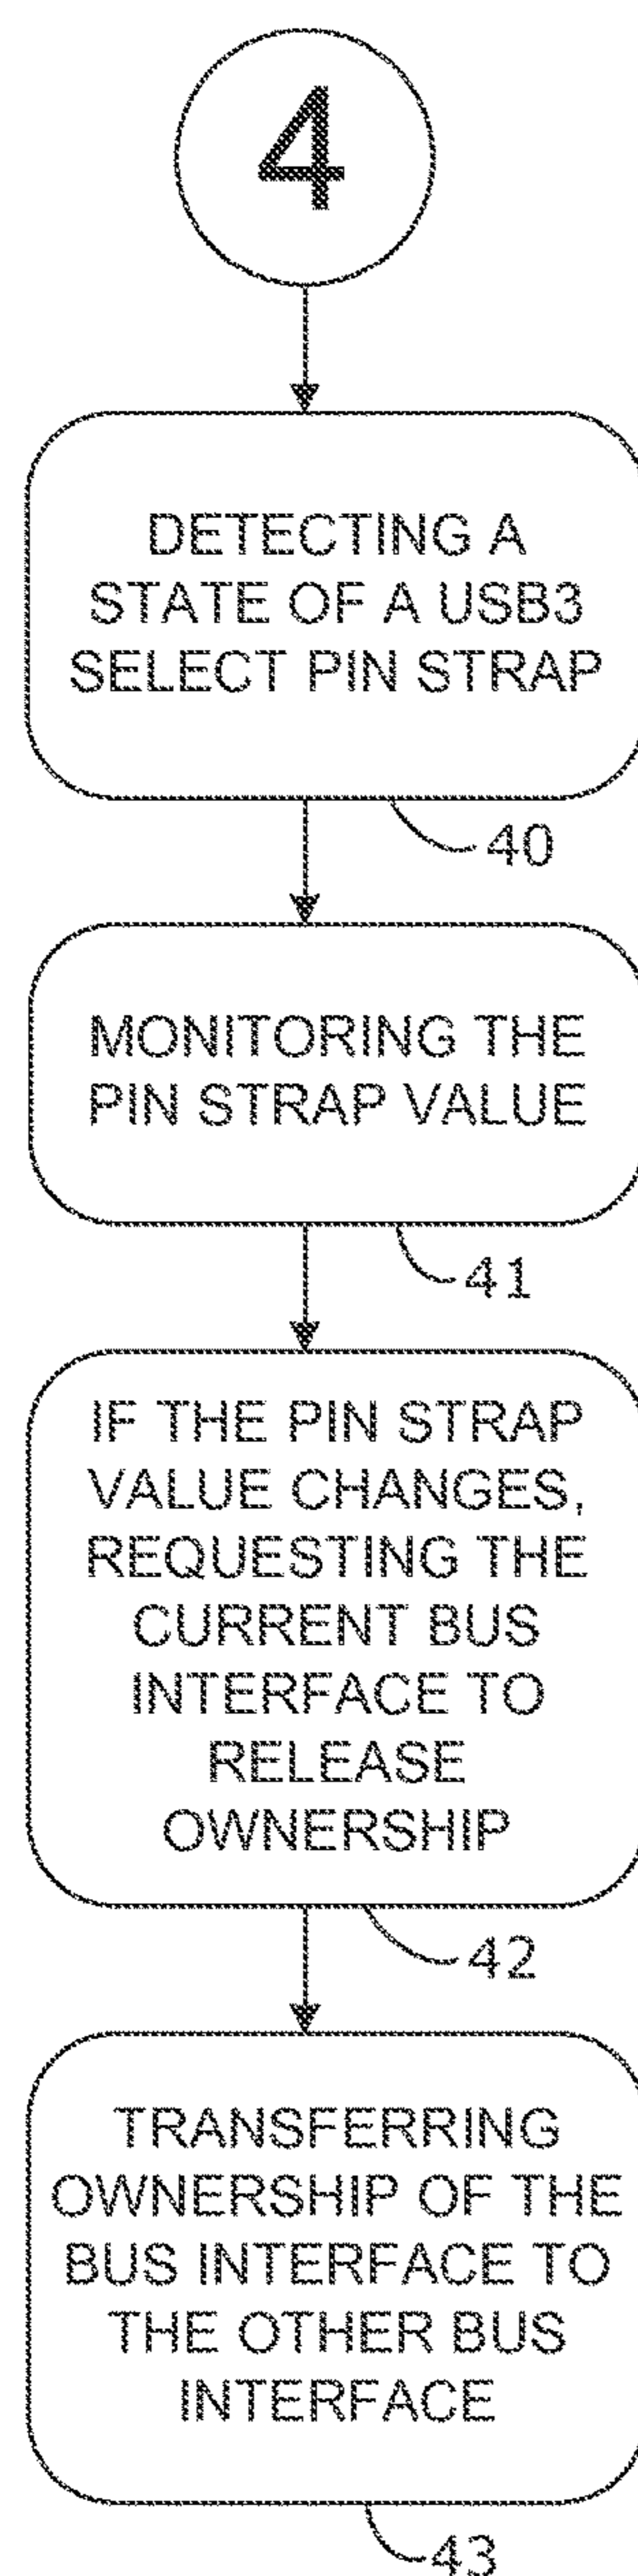 4
DETECTING A
STATE OF A USB3
SELECT PIN STRAP
40
MONITORING THE
PIN STRAP VALUE
41
IF THE PIN STRAP
VALUE CHANGES,
REQUESTING THE
CURRENT BUS
INTERFACE TO
RELEASE
OWNERSHIP
42
TRANSFERRING
OWNERSHIP OF THE
BUS INTERFACE TO
THE OTHER BUS
INTERFACE
43